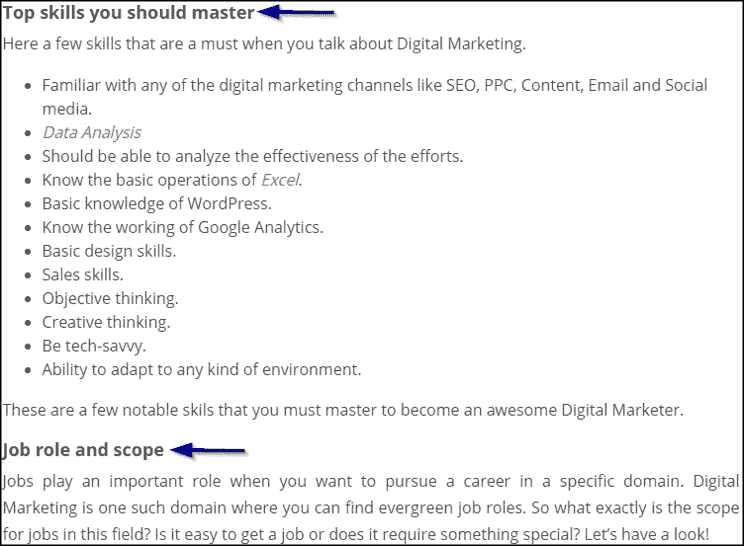 Top skills you should master
Here a few skills that are a must when you talk about Digital Marketing.
• Familiar with any of the digital marketing channels like SEO, PPC, Content, Email and Social
media.
• Data Analysis
• Should be able to analyze the effectiveness of the efforts.
• Know the basic operations of Excel.
• Basic knowledge of WordPress.
• Know the working of Google Analytics.
• Basic design skills.
• Sales skills.
• Objective thinking.
• Creative thinking.
• Be tech-savvy.
• Ability to adapt to any kind of environment.
These are a few notable skils that you must master to become an awesome Digital Marketer.
Job role and scope
Jobs play an important role when you want to pursue a career in a specific domain. Digital
Marketing is one such domain where you can find evergreen job roles. So what exactly is the scope
for jobs in this field? Is it easy to get a job or does it require something special? Let’s have a look!